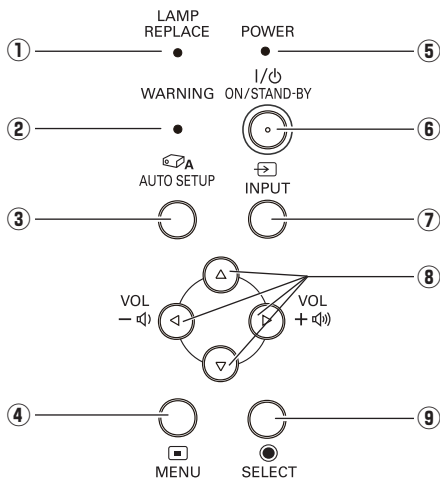 LAMP
REPLACE
POWER
①
⑤
I/⏻
WARNING
ON/STAND-BY
②
⑥
A
AUTO SETUP
INPUT
③
⑦
⑧
VOL
VOL
−
+
④
⑨
MENU
SELECT